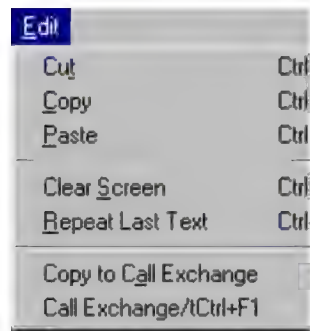 Edit
Cut Ctrl
Copy Ctrl
Paste Ctrl
Clear Screen Ctrl
Repeat Last Text Ctrl
Copy to Call Exchange
Call Exchange/tCtrl+F1